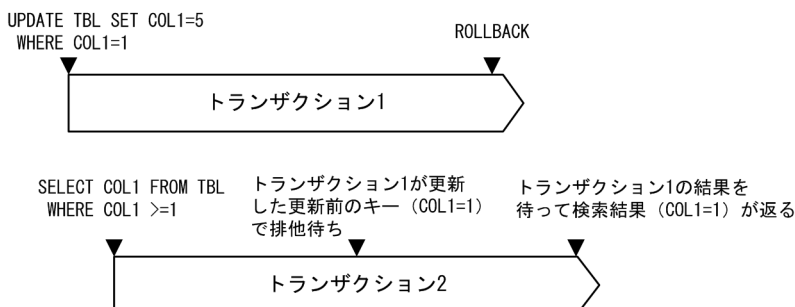 UPDATE TBL SET COL1=5
WHERE COL1=1
ROLLBACK
トランザクション1
SELECT COL1 FROM TBL
WHERE COL1 >=1
トランザクション1が更新
した更新前のキー(COL1=1)
で排他待ち
トランザクション1の結果を
待って検索結果(COL1=1)が返る
トランザクション2